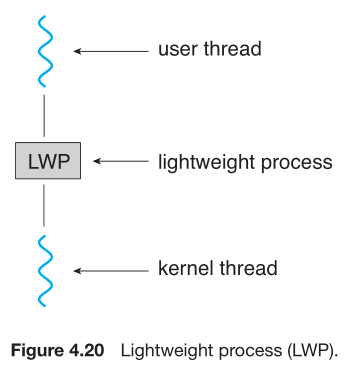 user thread
LWP
lightweight process
kernel thread
Figure 4.20 Lightweight process (LWP).